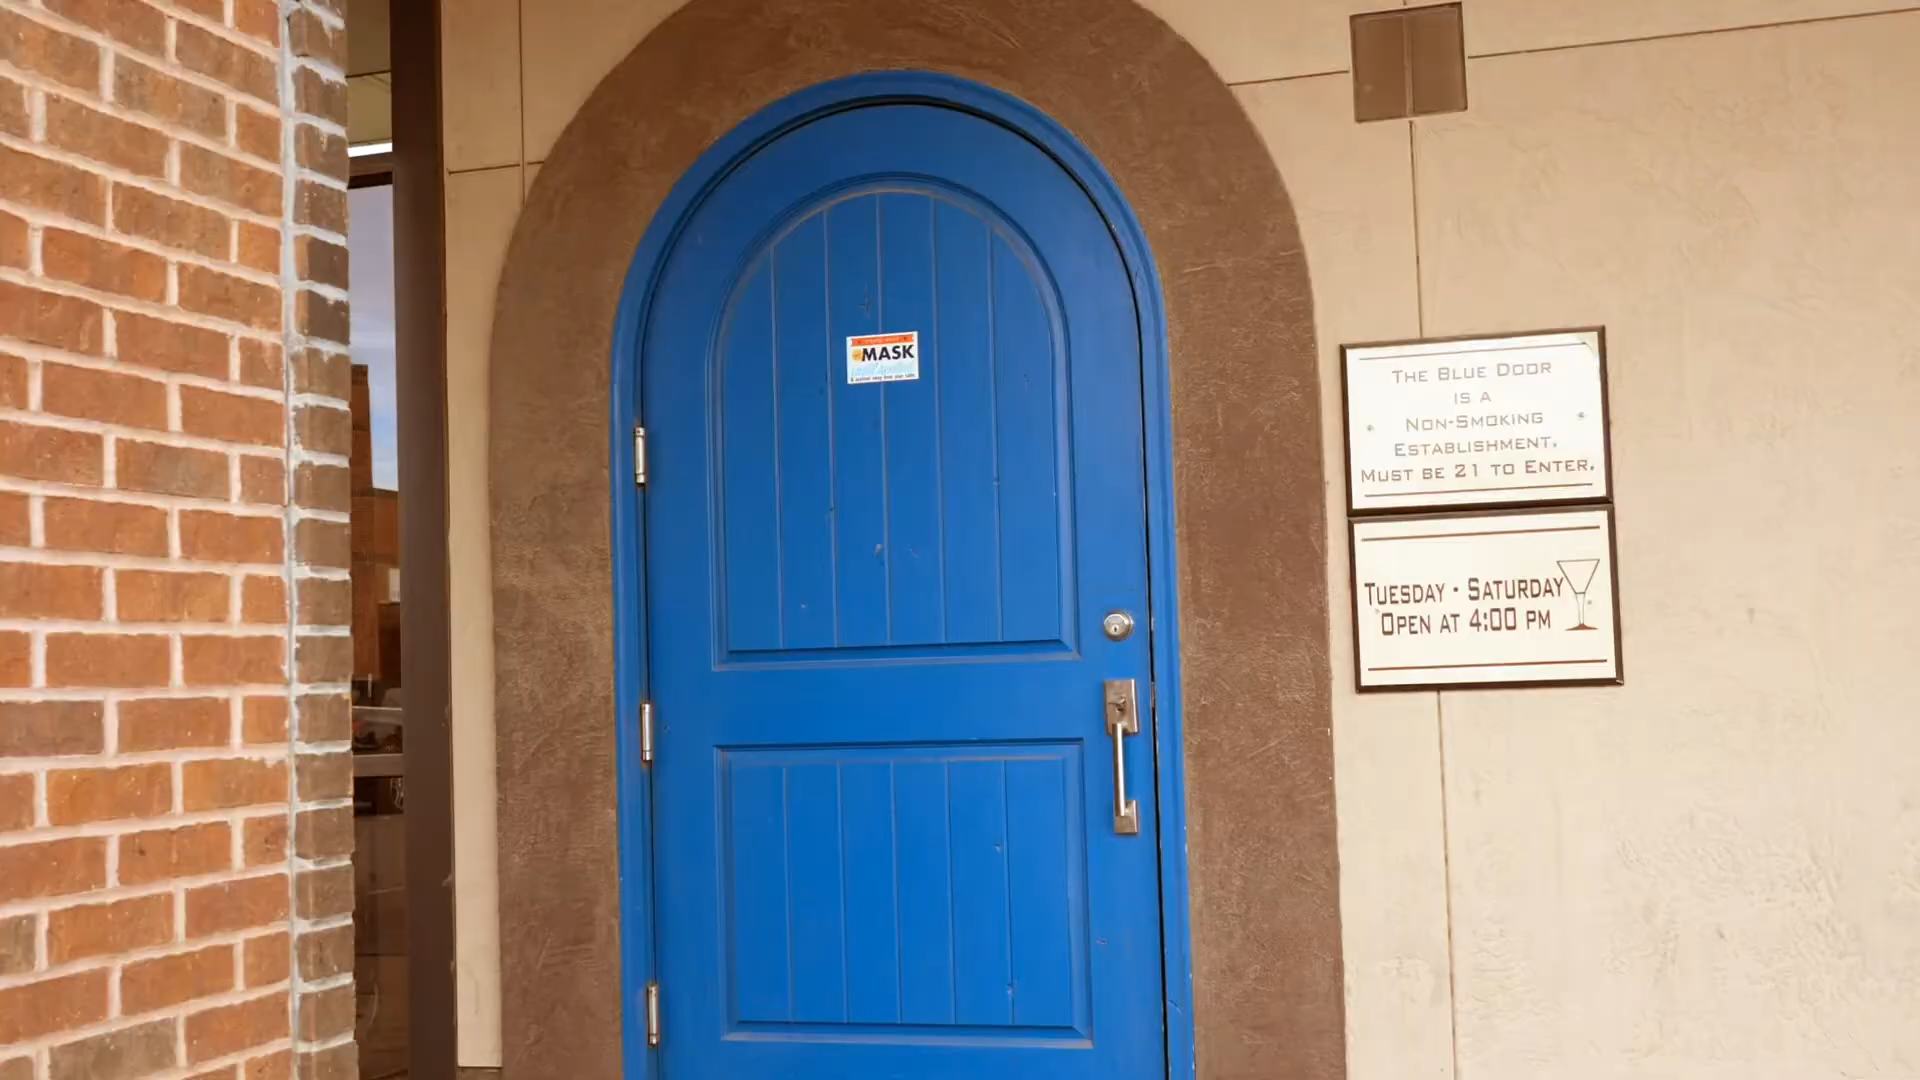 MASK
THE BLUE DOOR
IS A
NON-SMOKING
ESTABLISHMENT.
MUST BE 21 TO ENTER.
TUESDAY • SATURDAY
OPEN AT 4:00 PM